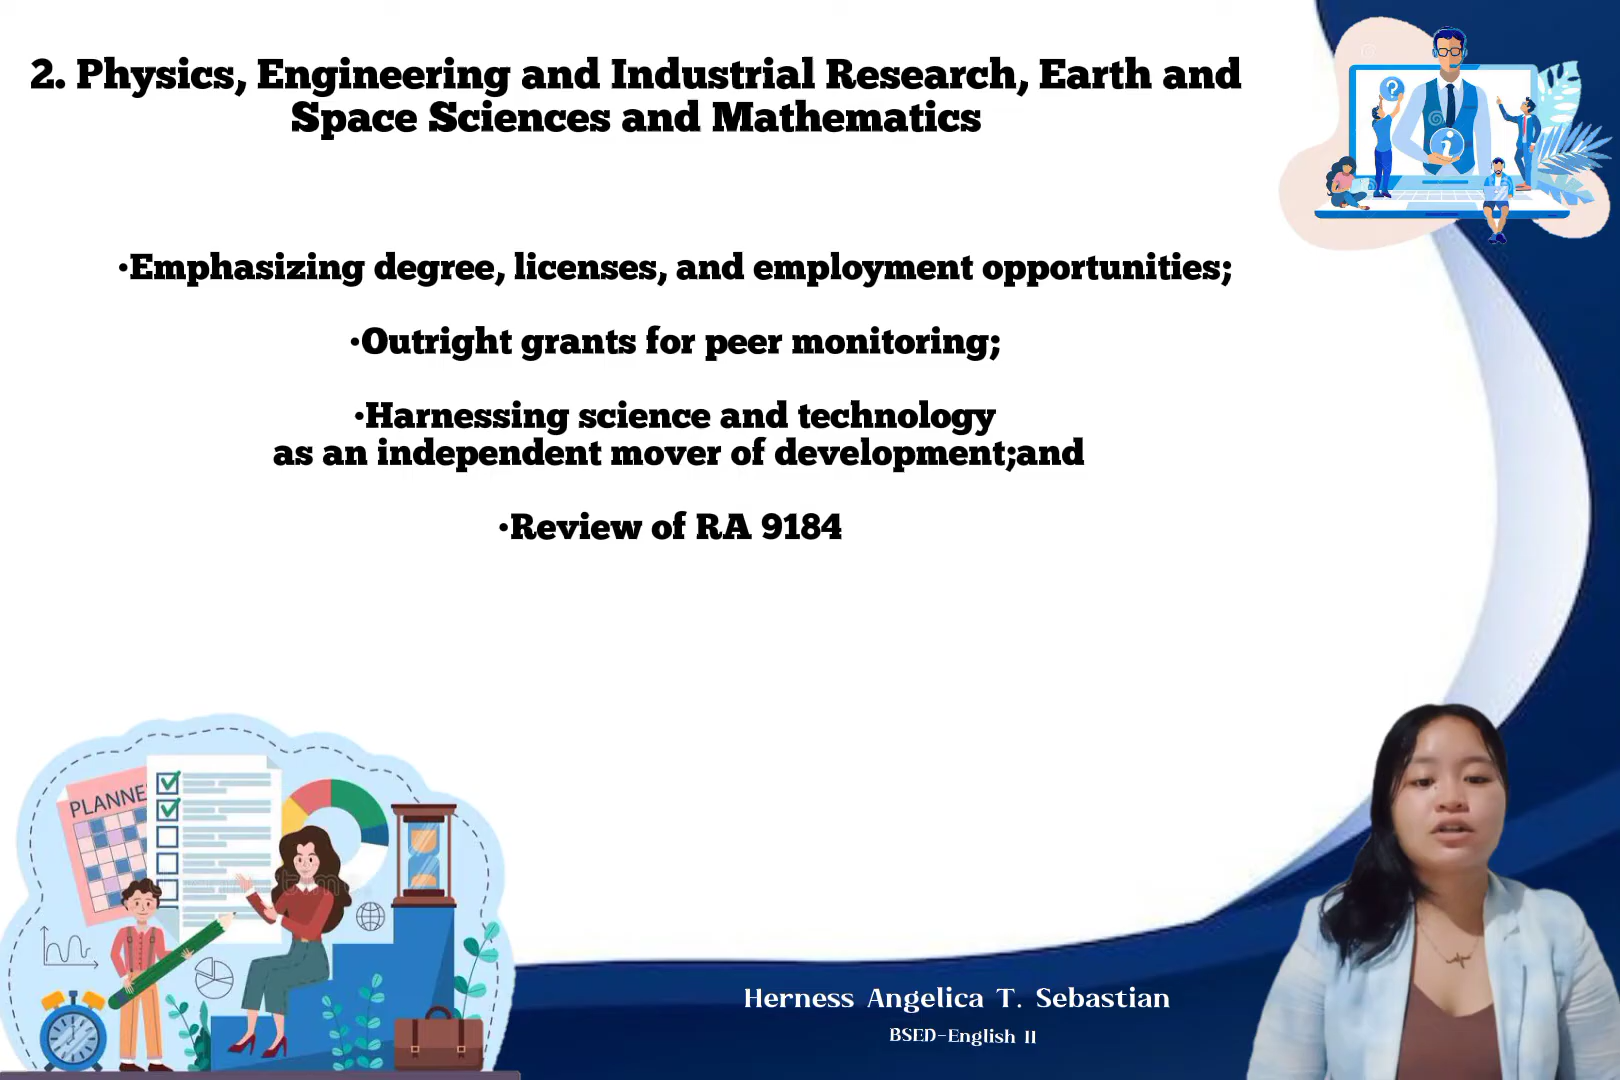 2. Physics, Engineering and Industrial Research, Earth and
Space Sciences and Mathematics
•Emphasizing degree, licenses, and employment opportunities;
•Outright grants for peer monitoring;
•Harnessing science and technology
as an independent mover of development;and
•Review of RA 9184
PLANNE
Herness Angelica T. Sebastian
BSED-English II